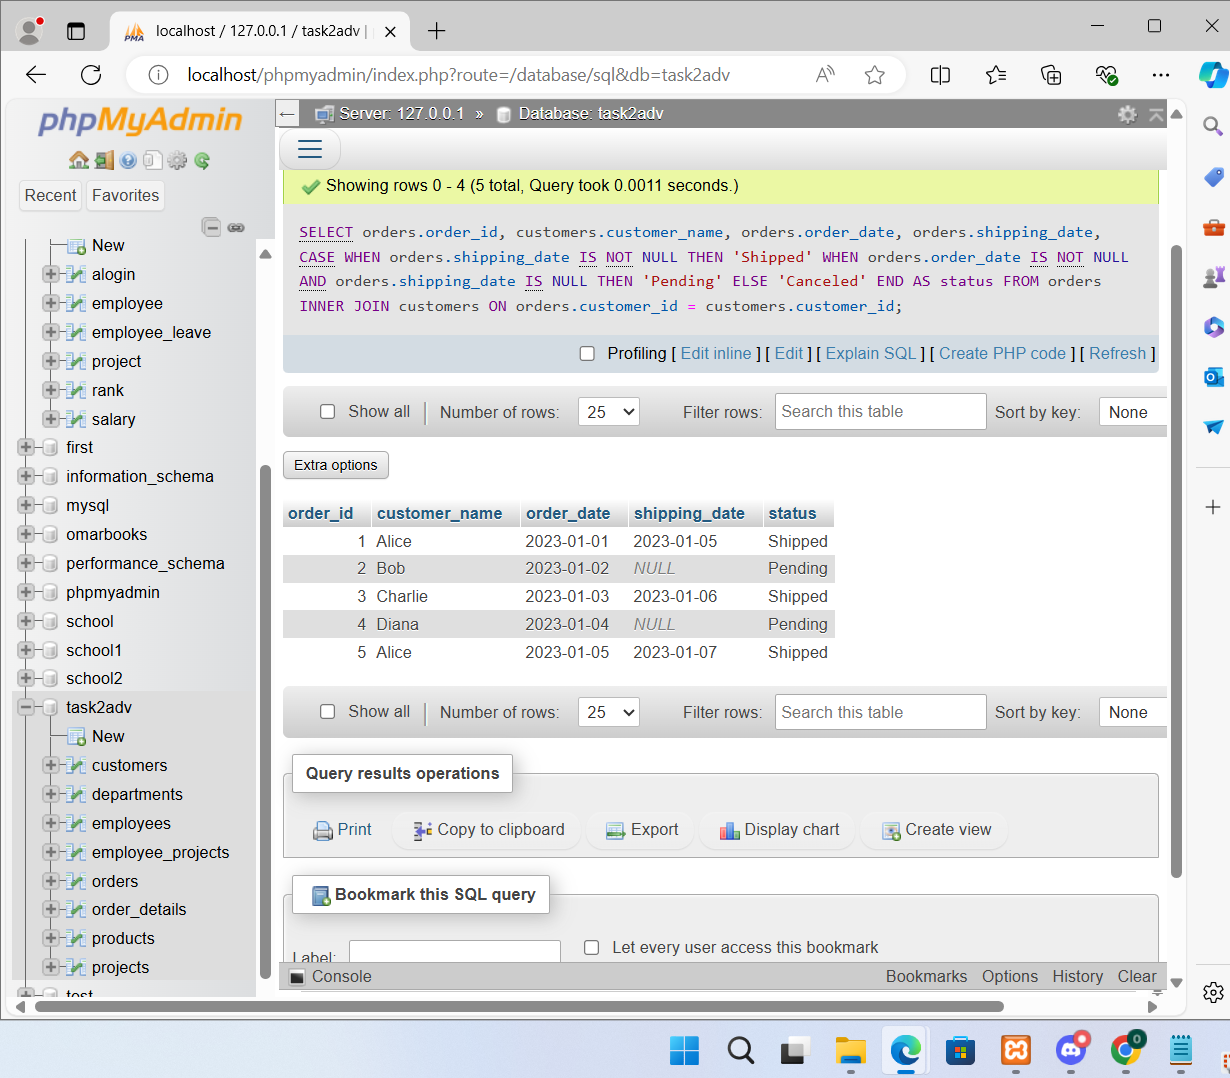 localhost / 127.0.0.1 / task2adv |
localhost/phpmyadmin/index.php?route=/database/sql&db=task2adv
phpMyAdmin
Recent
Favorites
New
alogin
employee
employee_leave
project
rank
salary
first
information_schema
mysql
omarbooks
performance_schema
phpmyadmin
school
school1
school2
task2adv
New
customers
departments
employees
employee_projects
orders
order_details
products
projects
test
Server: 127.0.0.1 » Database: task2adv
Showing rows 0 - 4 (5 total, Query took 0.0011 seconds.)
SELECT orders.order_id, customers.customer_name, orders.order_date, orders.shipping_date,
CASE WHEN orders.shipping_date IS NOT NULL THEN 'Shipped' WHEN orders.order_date IS NOT NULL
AND orders.shipping_date IS NULL THEN 'Pending' ELSE 'Canceled' END AS status FROM orders
INNER JOIN customers ON orders.customer_id = customers.customer_id;
Profiling [ Edit inline ] [ Edit ] [ Explain SQL ] [ Create PHP code ] [ Refresh ]
Show all | Number of rows: 25 Filter rows: Search this table Sort by key: None
Extra options
order_id customer_name order_date shipping_date status
1 Alice 2023-01-01 2023-01-05 Shipped
2 Bob 2023-01-02 NULL Pending
3 Charlie 2023-01-03 2023-01-06 Shipped
4 Diana 2023-01-04 NULL Pending
5 Alice 2023-01-05 2023-01-07 Shipped
Show all | Number of rows: 25 Filter rows: Search this table Sort by key: None
Query results operations
Print Copy to clipboard Export Display chart Create view
Bookmark this SQL query
Label: Let every user access this bookmark
Console Bookmarks Options History Clear